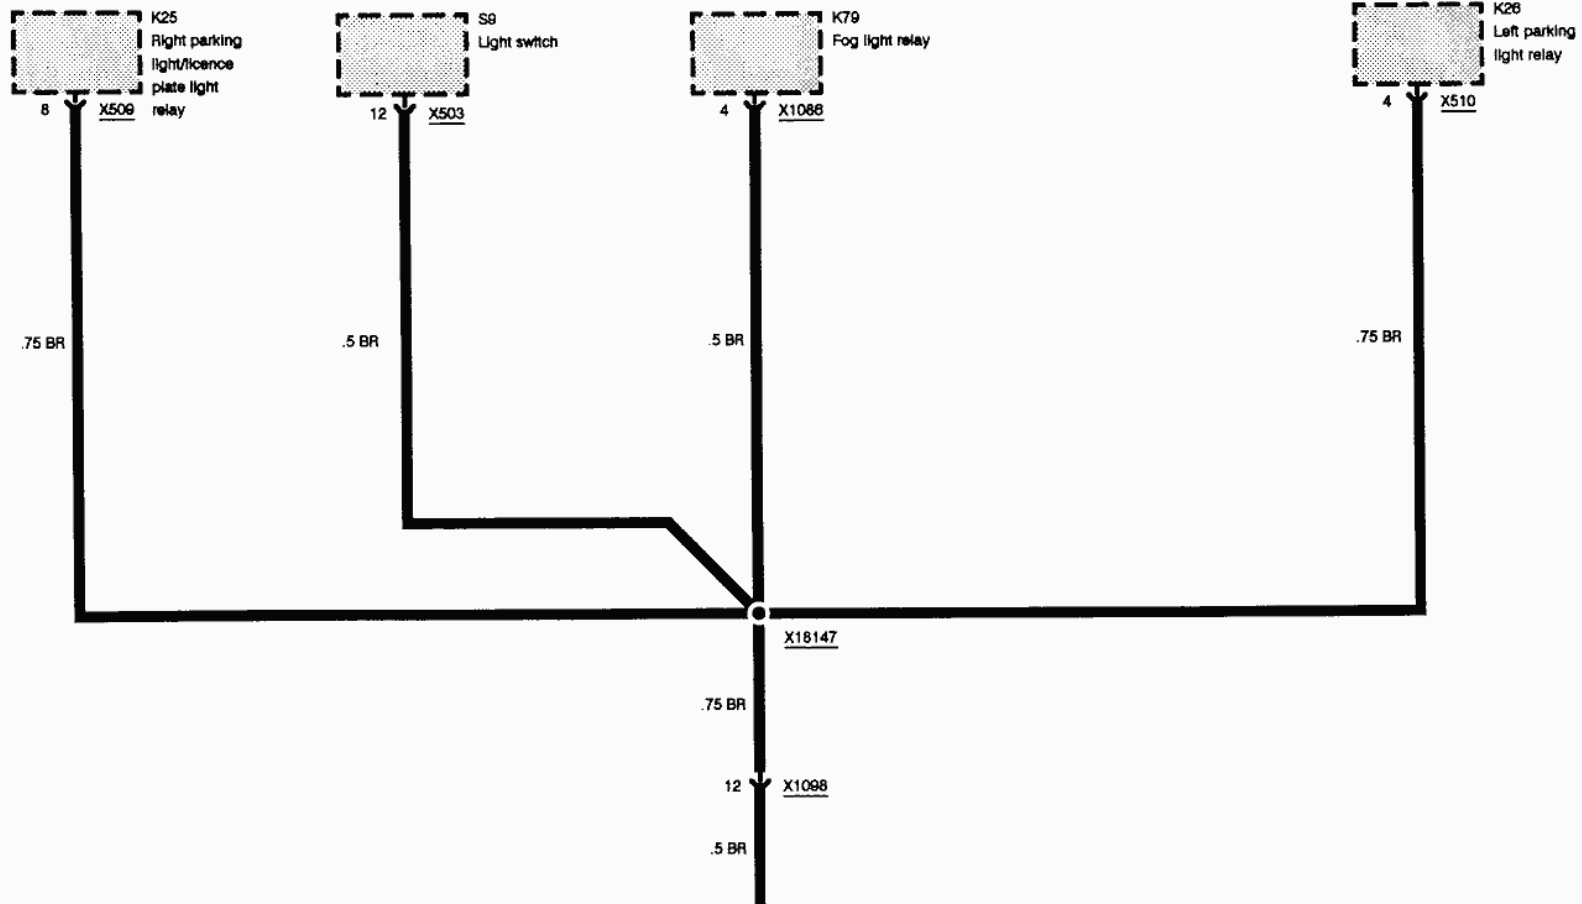 K25
Right parking
light/licence
plate light
relay
8
X509
S9
Light switch
12
X503
K79
Fog light relay
4
X1086
K26
Left parking
light relay
4
X510
.75 BR
.5 BR
.5 BR
.75 BR
X18147
.75 BR
12
X1098
.5 BR